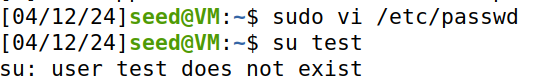 [04/12/24]seed@VM:~$ sudo vi /etc/passwd
[04/12/24]seed@VM:~$ su test
su: user test does not exist